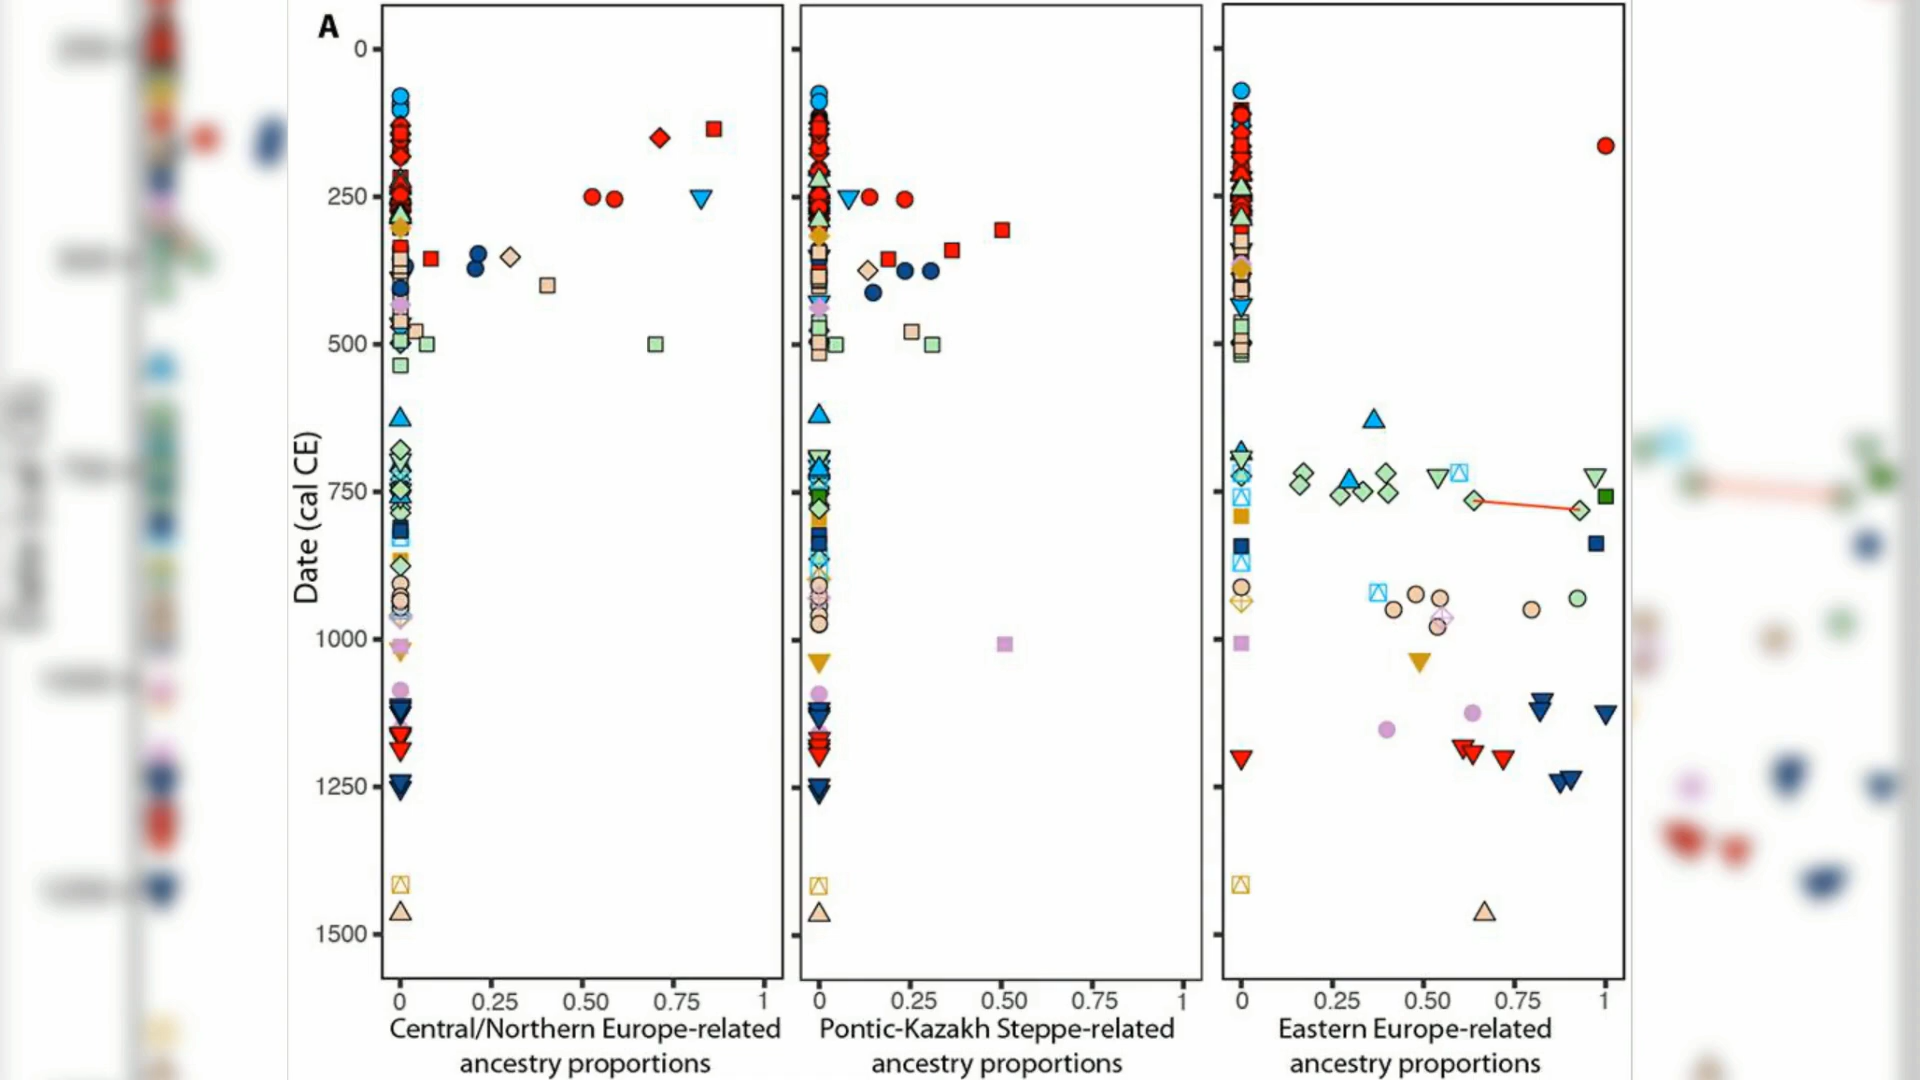 A
0
250
500
750
1000
1250
1500
Date (cal CE)
0 0.25 0.50 0.75 1
Central/Northern Europe-related
ancestry proportions
0 0.25 0.50 0.75 1
Pontic-Kazakh Steppe-related
ancestry proportions
0 0.25 0.50 0.75 1
Eastern Europe-related
ancestry proportions